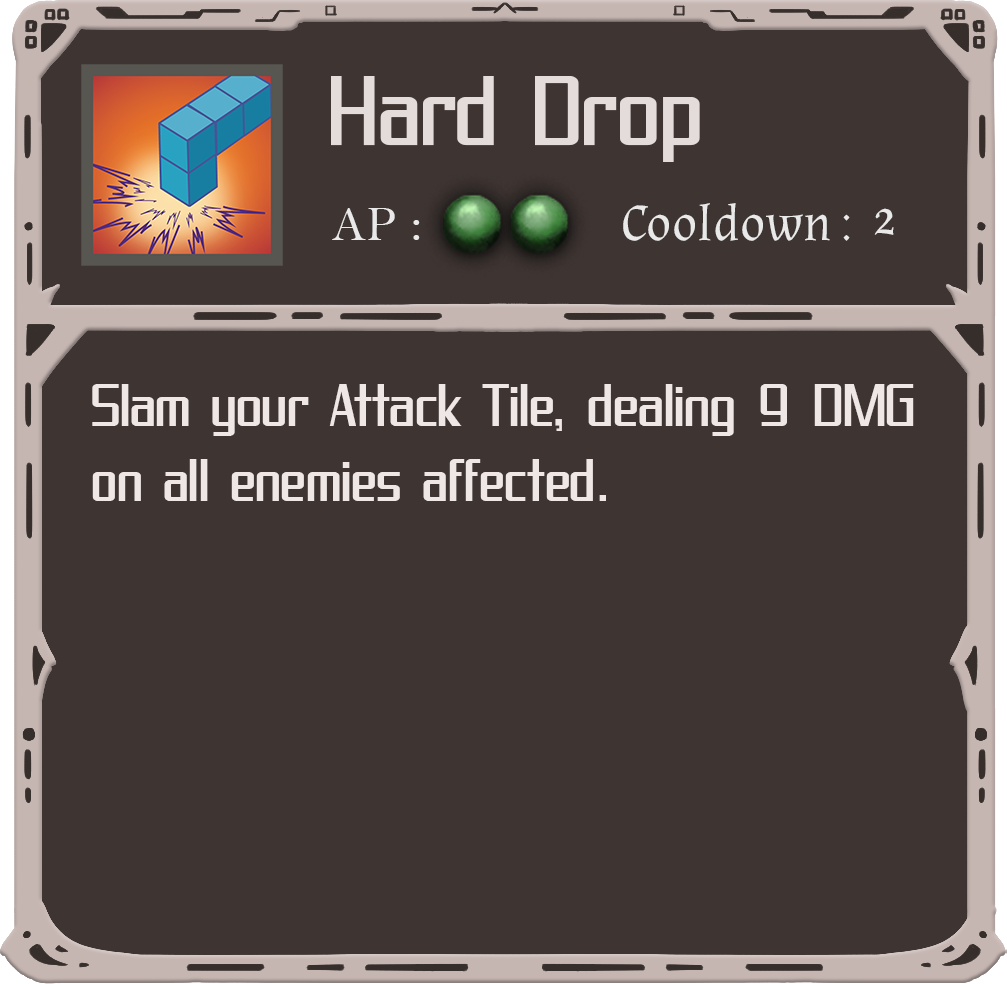 Hard Drop
AP : Cooldown : 2
Slam your Attack Tile, dealing 9 DMG
on all enemies affected.